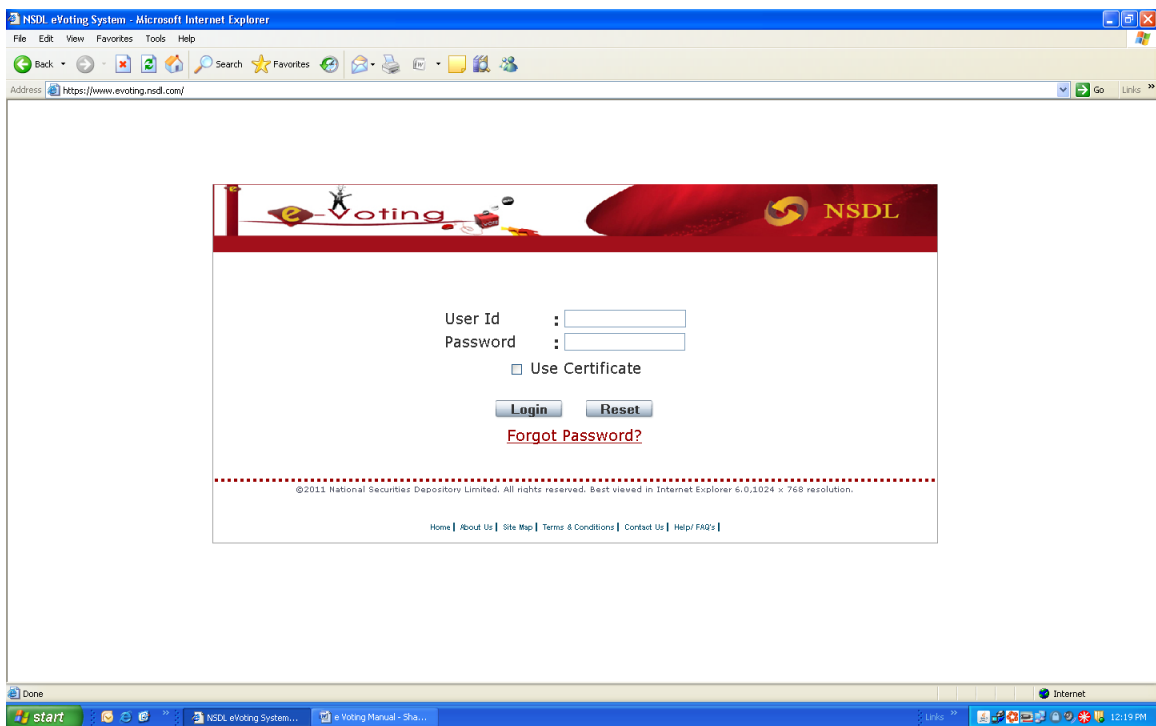 NSDL eVoting System - Microsoft Internet Explorer
File Edit View Favorites Tools Help
Back Search Favorites
Address https://www.evoting.nsdl.com/ Go Links »
e-Voting NSDL
User Id :
Password :
Use Certificate
Login Reset
Forgot Password?
©2011 National Securities Depository Limited. All rights reserved. Best viewed in Internet Explorer 6.0,1024 x 768 resolution.
Home | About Us | Site Map | Terms & Conditions | Contact Us | Help/ FAQ's |
Done Internet
start » NSDL eVoting System... e Voting Manual - Sha... Links » 12:19 PM